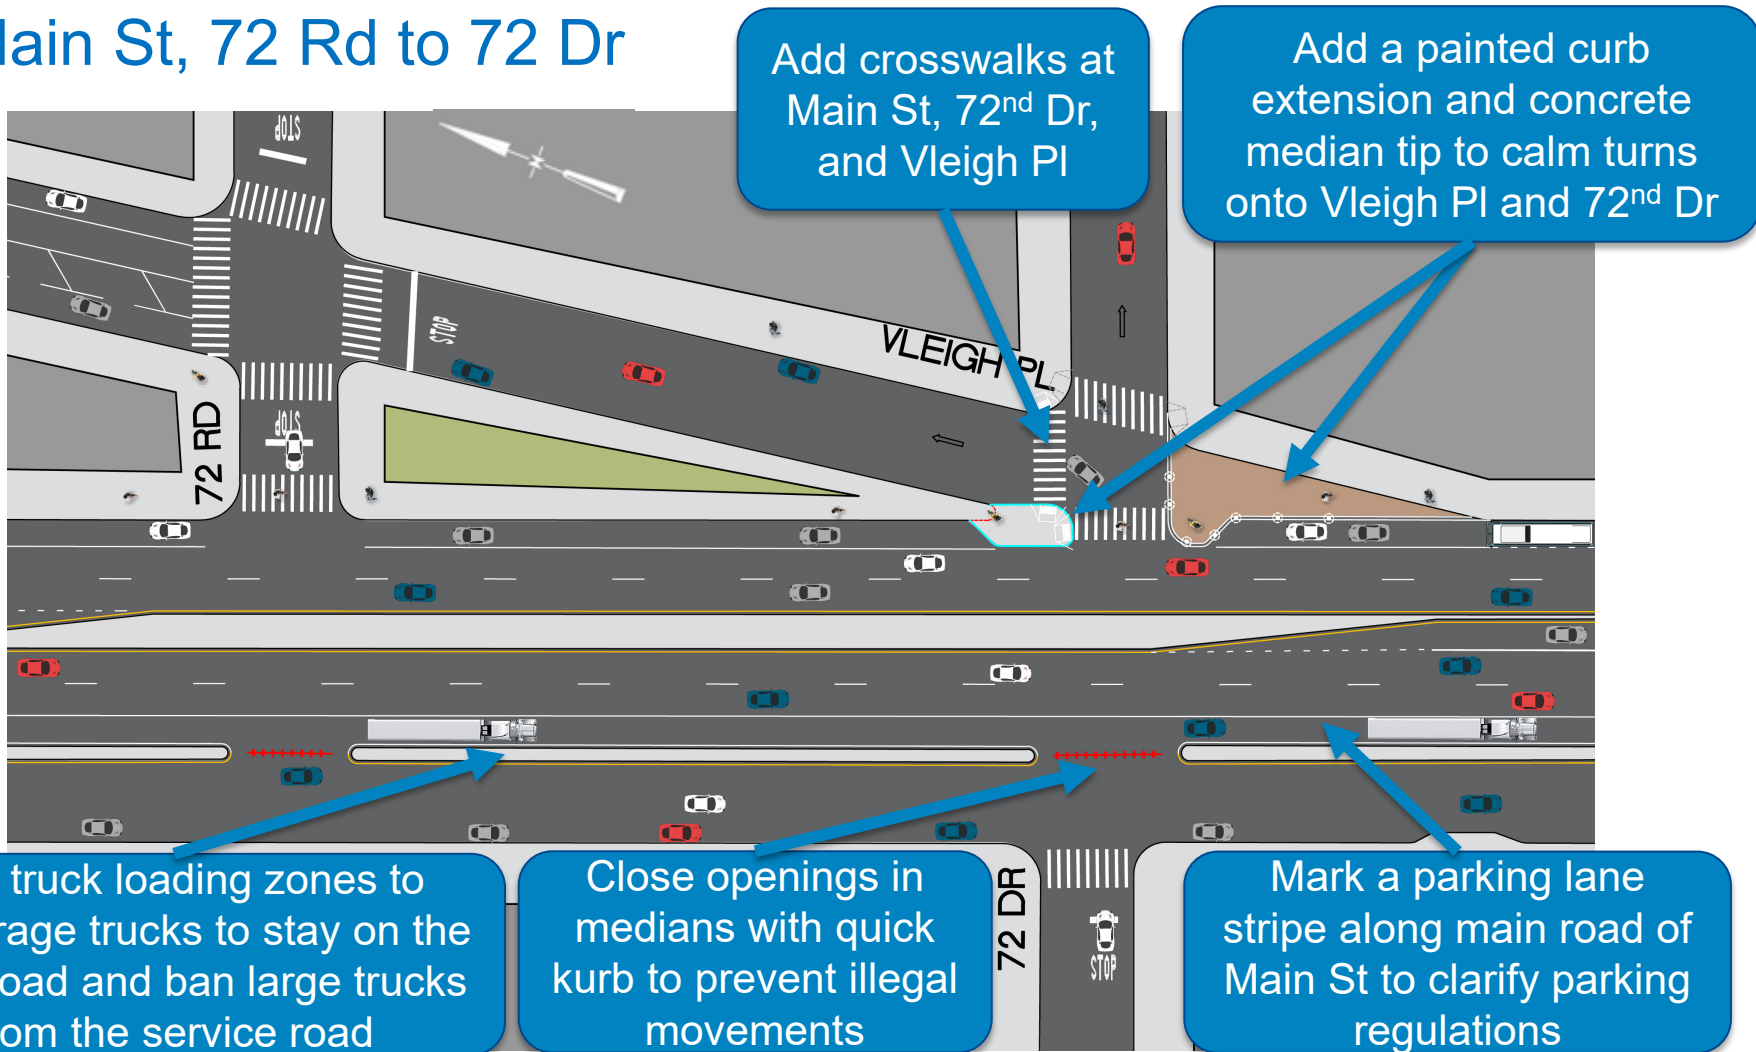 ain St, 72 Rd to 72 Dr
Add crosswalks at
Main St, 72nd Dr,
and Vleigh Pl
Add a painted curb
extension and concrete
median tip to calm turns
onto Vleigh Pl and 72nd Dr
STOP
STOP
VLEIGH PL
72 RD
STOP
truck loading zones to
rage trucks to stay on the
oad and ban large trucks
om the service road
Close openings in
medians with quick
kurb to prevent illegal
movements
72 DR
STOP
Mark a parking lane
stripe along main road of
Main St to clarify parking
regulations